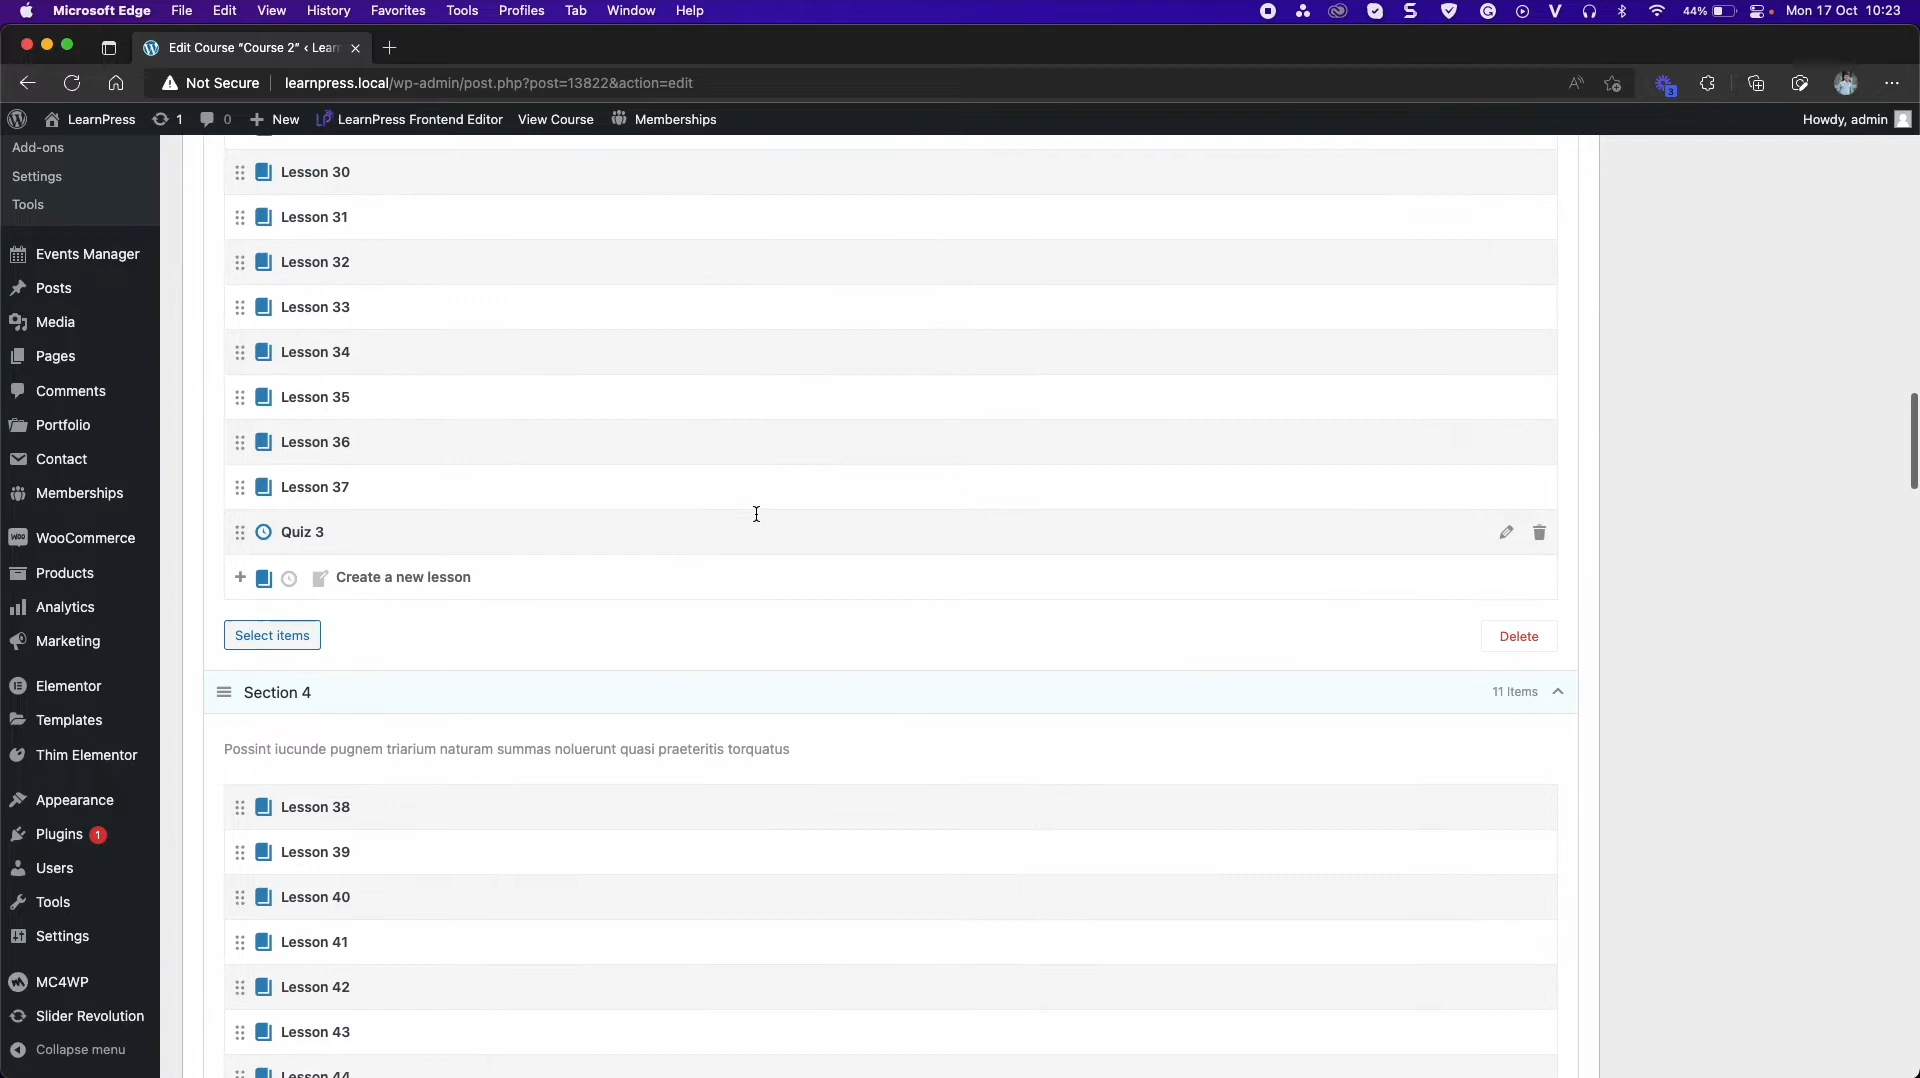 Microsoft Edge File Edit View History Favorites Tools Profiles Tab Window Help 44% Mon 17 Oct 10:23
Edit Course "Course 2" ‹ Lear
Not Secure learnpress.local/wp-admin/post.php?post=13822&action=edit 3
LearnPress 1 0 New LearnPress Frontend Editor View Course Memberships Howdy, admin
Add-ons
Settings
Tools
Events Manager
Posts
Media
Pages
Comments
Portfolio
Contact
Memberships
WooCommerce
Products
Analytics
Marketing
Elementor
Templates
Thim Elementor
Appearance
Plugins 1
Users
Tools
Settings
MC4WP
Slider Revolution
Collapse menu
Lesson 30
Lesson 31
Lesson 32
Lesson 33
Lesson 34
Lesson 35
Lesson 36
Lesson 37
Quiz 3
Create a new lesson
Select items Delete
Section 4 11 Items
Possint iucunde pugnem triarium naturam summas noluerunt quasi praeteritis torquatus
Lesson 38
Lesson 39
Lesson 40
Lesson 41
Lesson 42
Lesson 43
Lesson 44